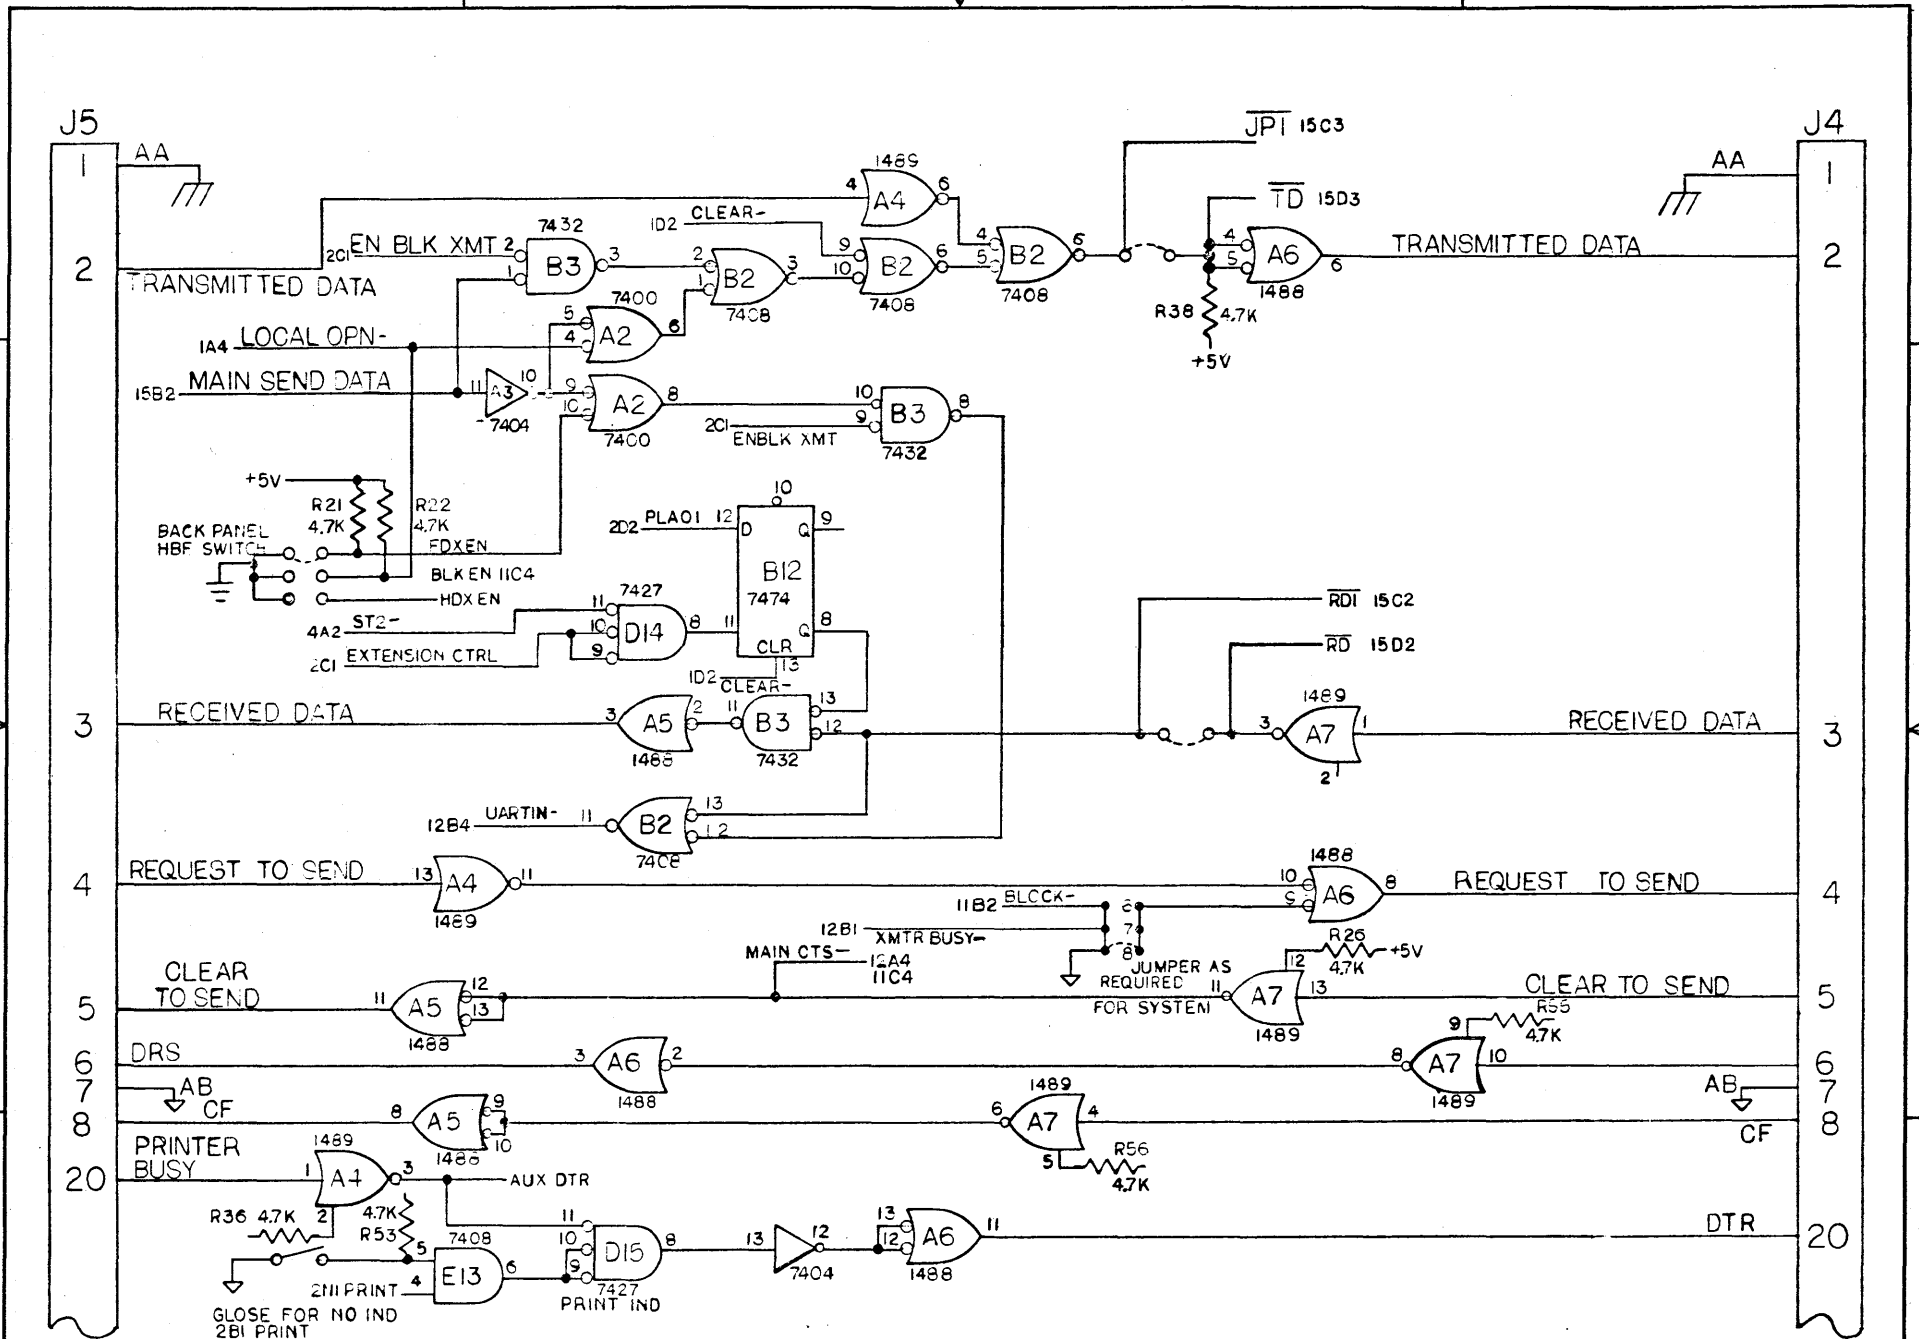 J5
J4
JPI 15C3
1 AA
AA 1
1489
4 A4 6
TD 15D3
7432
1D2 CLEAR-
2C1 EN BLK XMT 2
1 B3 3
2 1 B2 3
7408
9 10 B2 6
7408
4 5 B2 6
7408
4 5 A6 6
1488
TRANSMITTED DATA
2
2
TRANSMITTED DATA
R38 4.7K
+5V
7400
5 4 A2 6
1A4 LOCAL OPN-
15B2 MAIN SEND DATA
11 A3 10
7404
9 10 A2 8
7400
10 9 B3 8
7432
2C1 ENBLK XMT
+5V
R21 4.7K
R22 4.7K
BACK PANEL
HBF SWITCH
FDXEN
BLKEN 11C4
HDXEN
10
2D2 PLA01 12 D Q 9
B12
7474
11 Q 8
CLR
13
1D2 CLEAR-
7427
11 10 9 D14 8
4A2 ST2-
2C1 EXTENSION CTRL
RDI 15C2
RD 15D2
3
RECEIVED DATA
3 A5 2
1488
11 B3 13 12
7432
1489
3 A7 1
2
RECEIVED DATA
3
12B4 UARTIN- 11 B2 13 12
7408
4
REQUEST TO SEND
13 A4 11
1489
1488
10 9 A6 8
REQUEST TO SEND
4
11B2 BLOCK-
12B1 XMTR BUSY-
6
7
8
JUMPER AS
REQUIRED
FOR SYSTEM
MAIN CTS-
12A4
11C4
R26 4.7K +5V
12
11 A7 13
1489
CLEAR
TO SEND
5
11 A5 12 13
1488
CLEAR TO SEND
5
R55
4.7K
9
8 A7 10
1489
6 DRS
3 A6 2
1488
6
7 AB
AB 7
8 CF
8 A5 9 10
1488
1489
6 A7 4
5
R56
4.7K
CF 8
PRINTER
BUSY
20
1489
1 A4 3
2
AUX DTR
R36 4.7K
4.7K
R53
7408
5 4 E13 6
2N1 PRINT
GLOSE FOR NO IND
2B1 PRINT
11 10 9 D15 8
7427
PRINT IND
13 12
7404
13 12 A6 11
1488
DTR
20